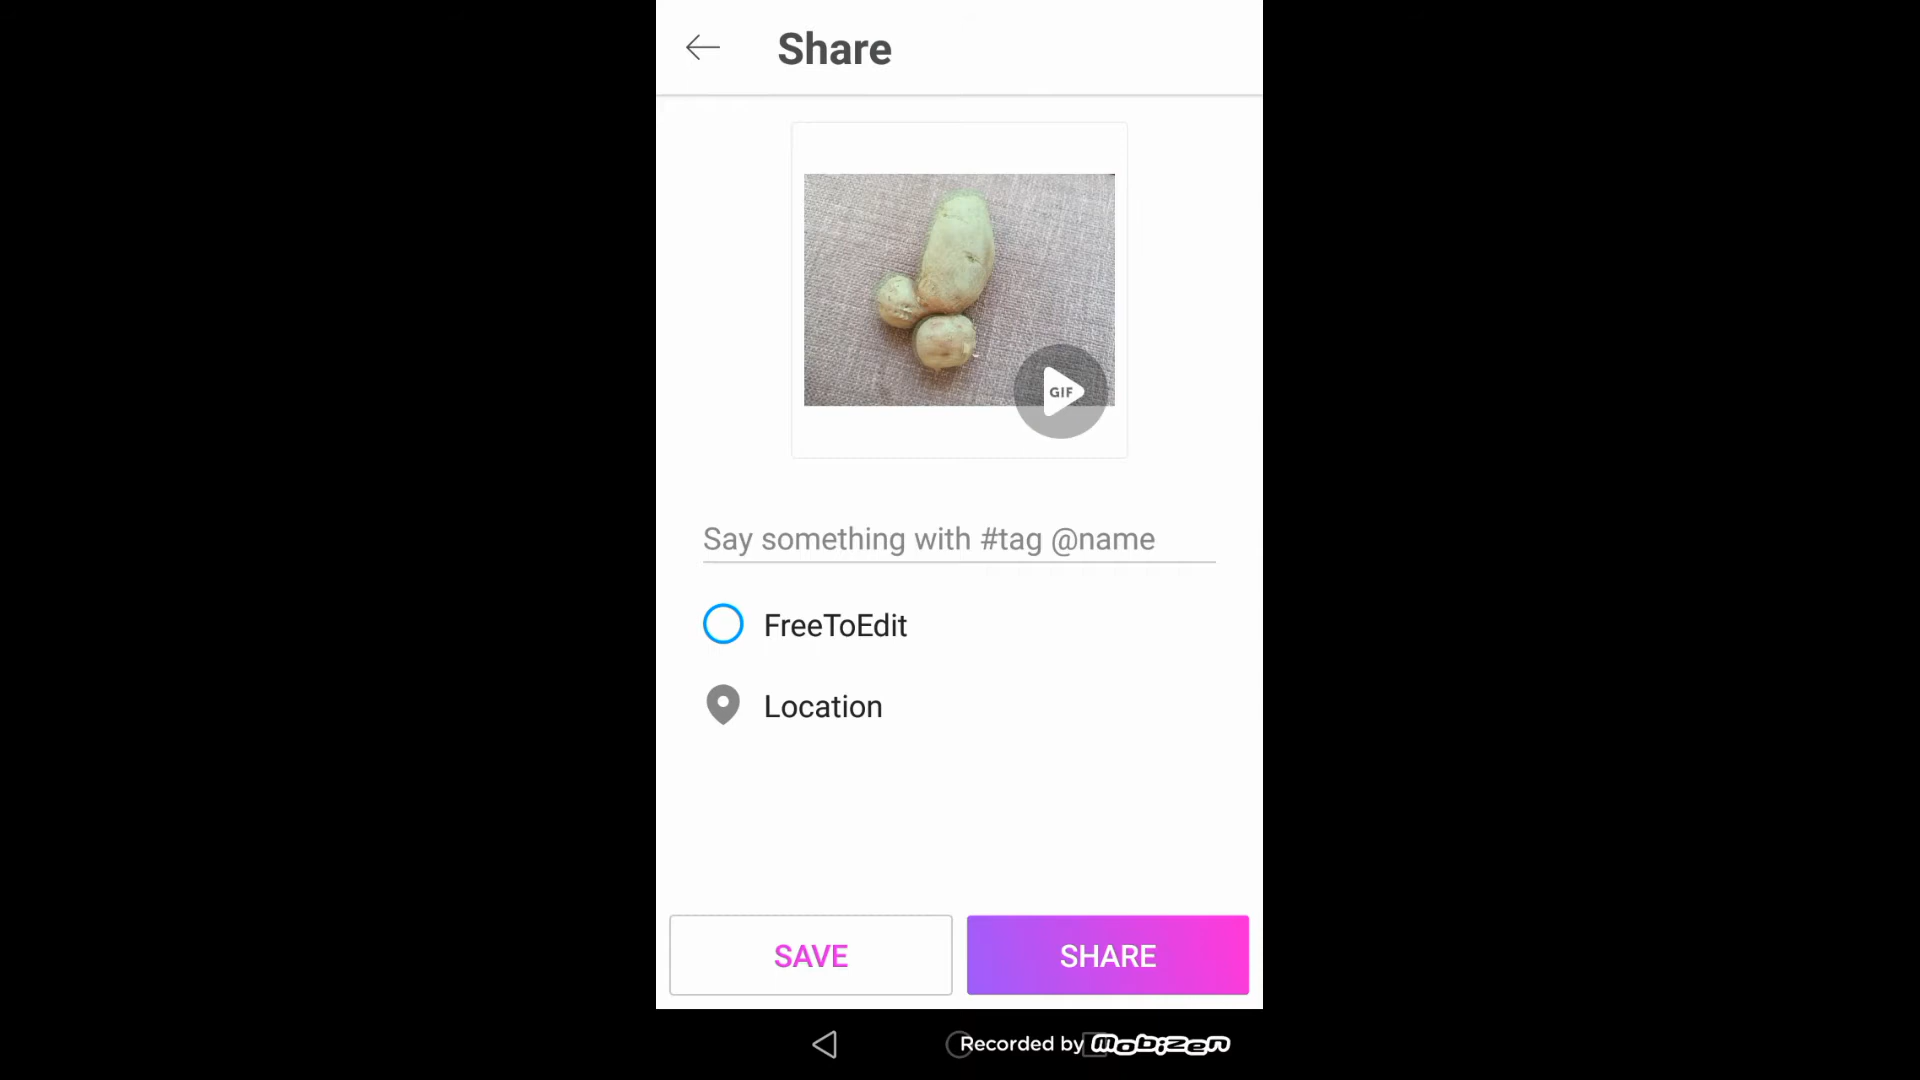 Share
GIF
Say something with #tag @name
FreeToEdit
Location
SAVE
SHARE
Recorded by Mobizen